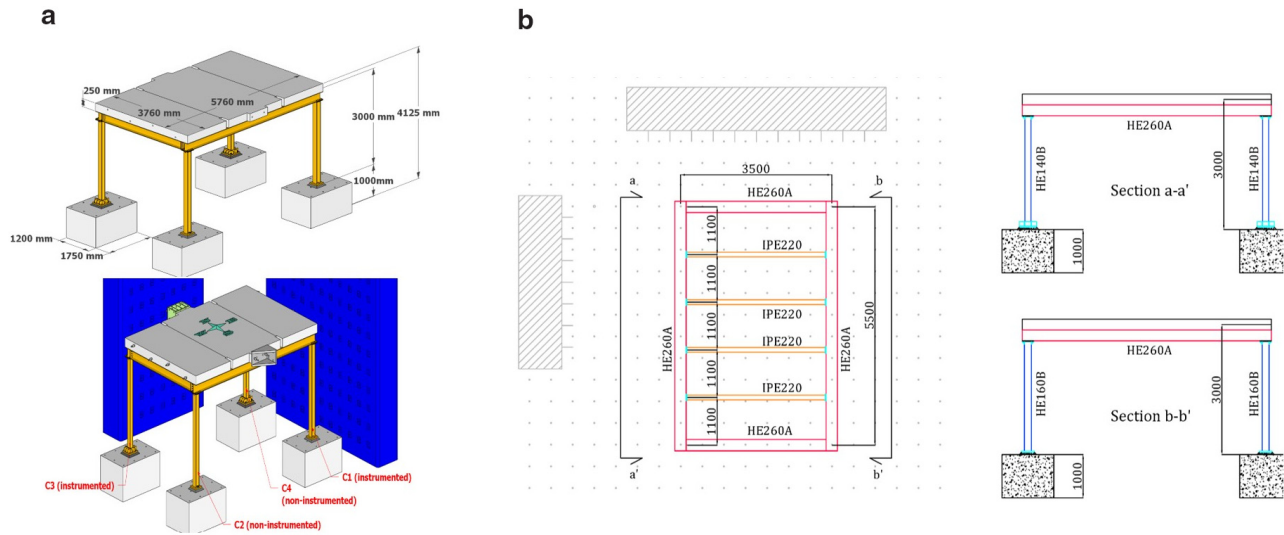 a
250 mm
3760 mm
5760 mm
3000 mm
4125 mm
1000mm
1200 mm
1750 mm
C3 (instrumented)
C1 (instrumented)
C4
(non-instrumented)
C2 (non-instrumented)
b
3500
a
b
HE260A
1100
IPE220
1100
IPE220
1100
IPE220
1100
IPE220
1100
HE260A
HE260A
HE260A
5500
a'
b'
HE260A
HE140B
HE140B
3000
Section a-a'
1000
HE260A
HE160B
HE160B
3000
Section b-b'
1000